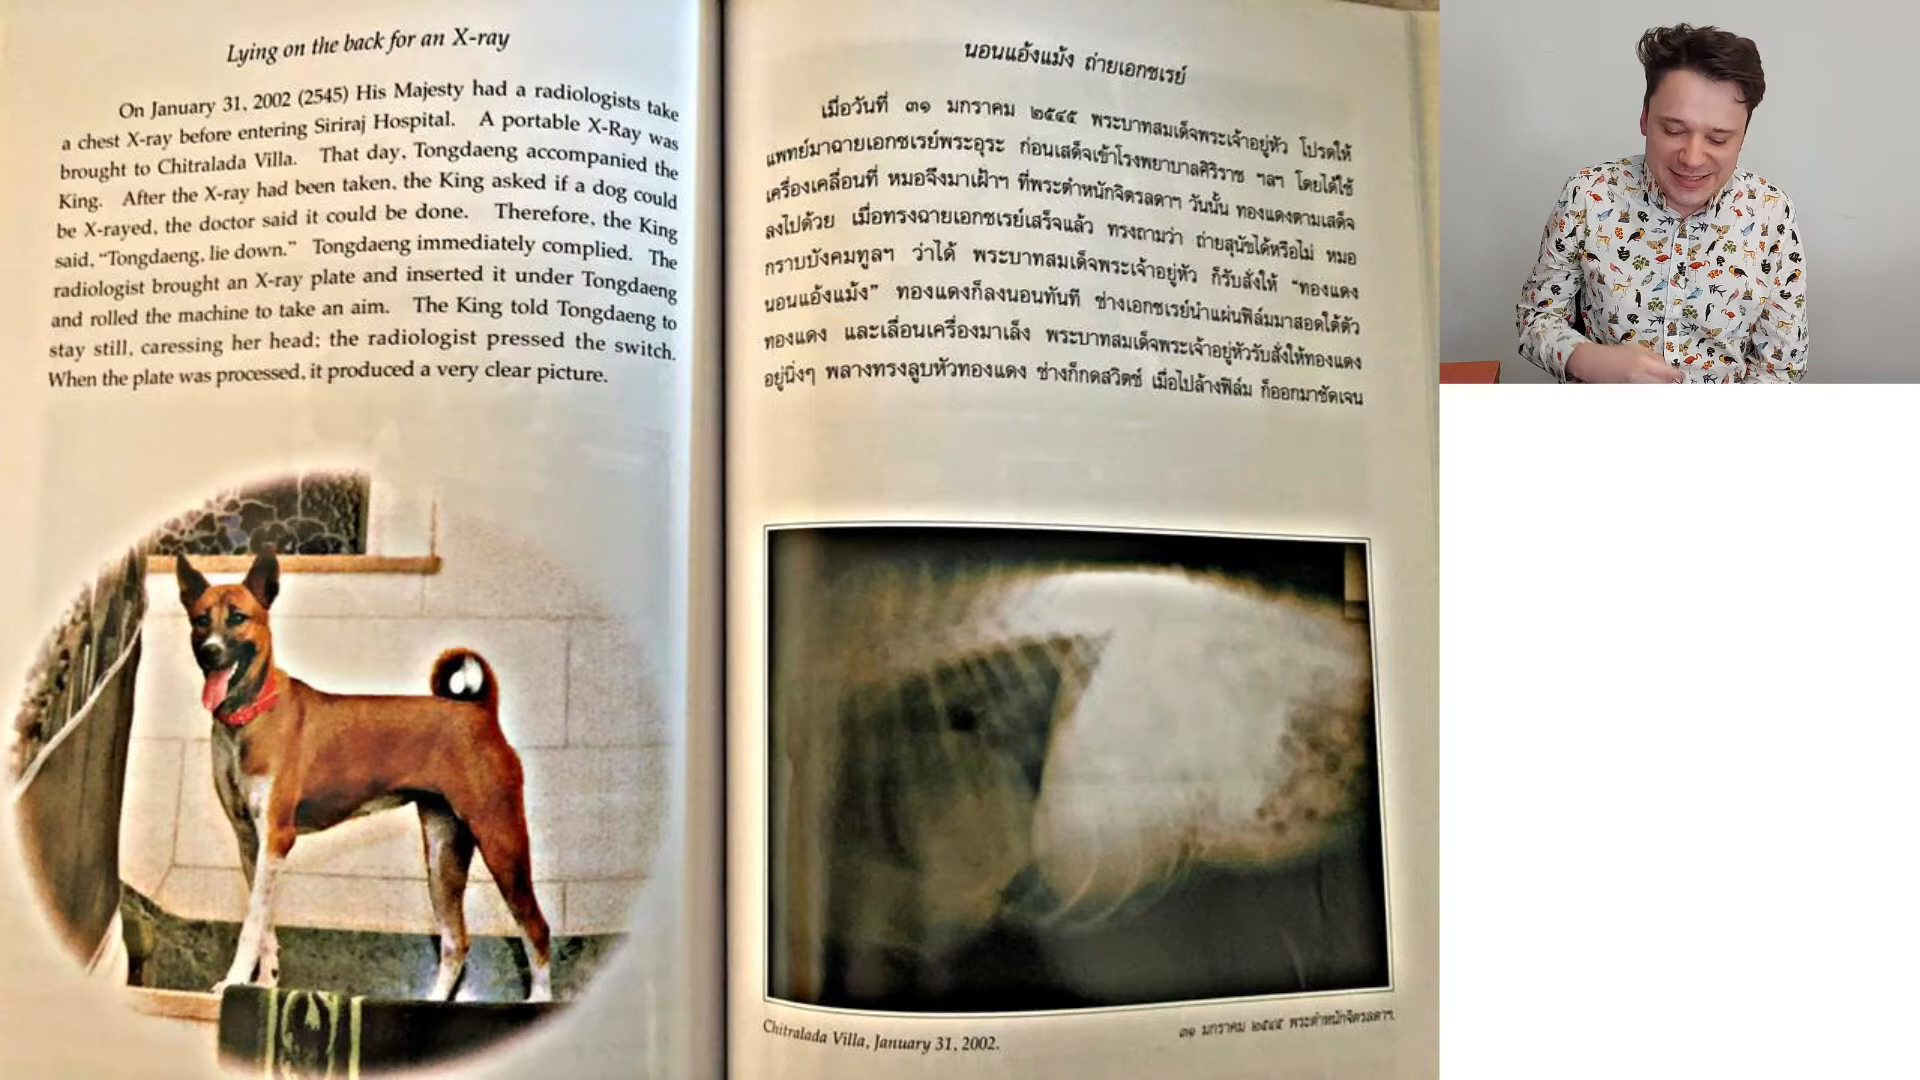 Lying on the back for an X-ray
On January 31, 2002 (2545) His Majesty had a radiologists take
a chest X-ray before entering Siriraj Hospital. A portable X-Ray was
brought to Chitralada Villa. That day, Tongdaeng accompanied the
King. After the X-ray had been taken, the King asked if a dog could
be X-rayed, the doctor said it could be done. Therefore, the King
said, “Tongdaeng, lie down.” Tongdaeng immediately complied. The
radiologist brought an X-ray plate and inserted it under Tongdaeng
and rolled the machine to take an aim. The King told Tongdaeng to
stay still, caressing her head; the radiologist pressed the switch.
When the plate was processed, it produced a very clear picture.
นอนแอ้งแม้ง ถ่ายเอกซเรย์
เมื่อวันที่ ๓๑ มกราคม ๒๕๔๕ พระบาทสมเด็จพระเจ้าอยู่หัว โปรดให้
แพทย์มาฉายเอกซเรย์พระอุระ ก่อนเสด็จเข้าโรงพยาบาลศิริราช ฯลฯ โดยได้ใช้
เครื่องเคลื่อนที่ หมอจึงมาเฝ้าฯ ที่พระตำหนักจิตรลดาฯ วันนั้น ทองแดงตามเสด็จ
ลงไปด้วย เมื่อทรงฉายเอกซเรย์เสร็จแล้ว ทรงถามว่า ถ่ายสุนัขได้หรือไม่ หมอ
กราบบังคมทูลฯ ว่าได้ พระบาทสมเด็จพระเจ้าอยู่หัว ก็รับสั่งให้ “ทองแดง
นอนแอ้งแม้ง” ทองแดงก็ลงนอนทันที ช่างเอกซเรย์นำแผ่นฟิล์มมาสอดใต้ตัว
ทองแดง และเลื่อนเครื่องมาเล็ง พระบาทสมเด็จพระเจ้าอยู่หัวรับสั่งให้ทองแดง
อยู่นิ่งๆ พลางทรงลูบหัวทองแดง ช่างก็กดสวิตช์ เมื่อไปล้างฟิล์ม ก็ออกมาชัดเจน
Chitralada Villa, January 31, 2002.
๓๑ มกราคม ๒๕๔๕ พระตำหนักจิตรลดาฯ.